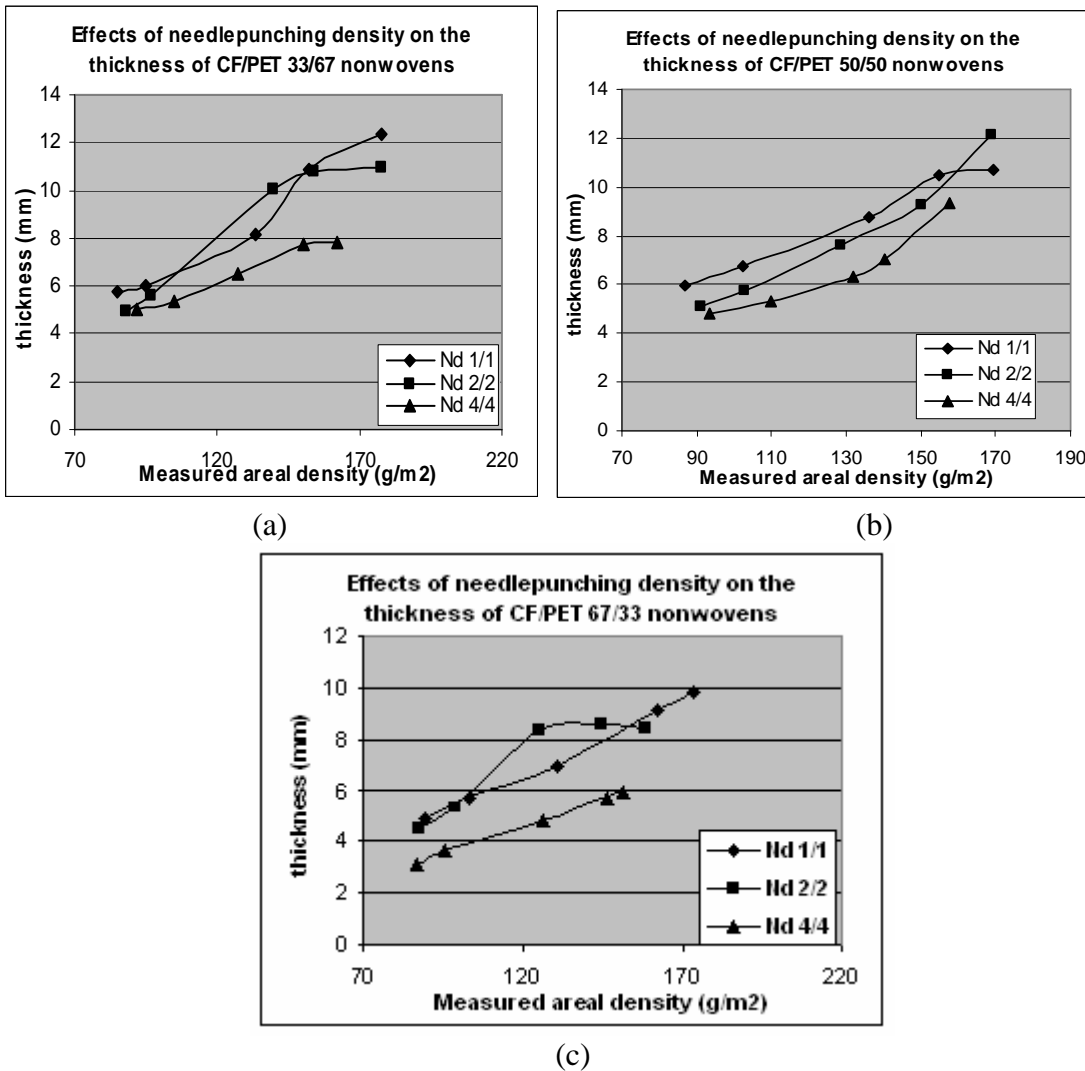 Effects of needlepunching density on the
thickness of CF/PET 33/67 nonwovens
14
12
10
8
6
4
2
0
thickness (mm)
Nd 1/1
Nd 2/2
Nd 4/4
70 120 170 220
Measured areal density (g/m2)
(a)
Effects of needlepunching density on the
thickness of CF/PET 50/50 nonwovens
14
12
10
8
6
4
2
0
thickness (mm)
Nd 1/1
Nd 2/2
Nd 4/4
70 90 110 130 150 170 190
Measured areal density (g/m2)
(b)
Effects of needlepunching density on the
thickness of CF/PET 67/33 nonwovens
12
10
8
6
4
2
0
thickness (mm)
Nd 1/1
Nd 2/2
Nd 4/4
70 120 170 220
Measured areal density (g/m2)
(c)